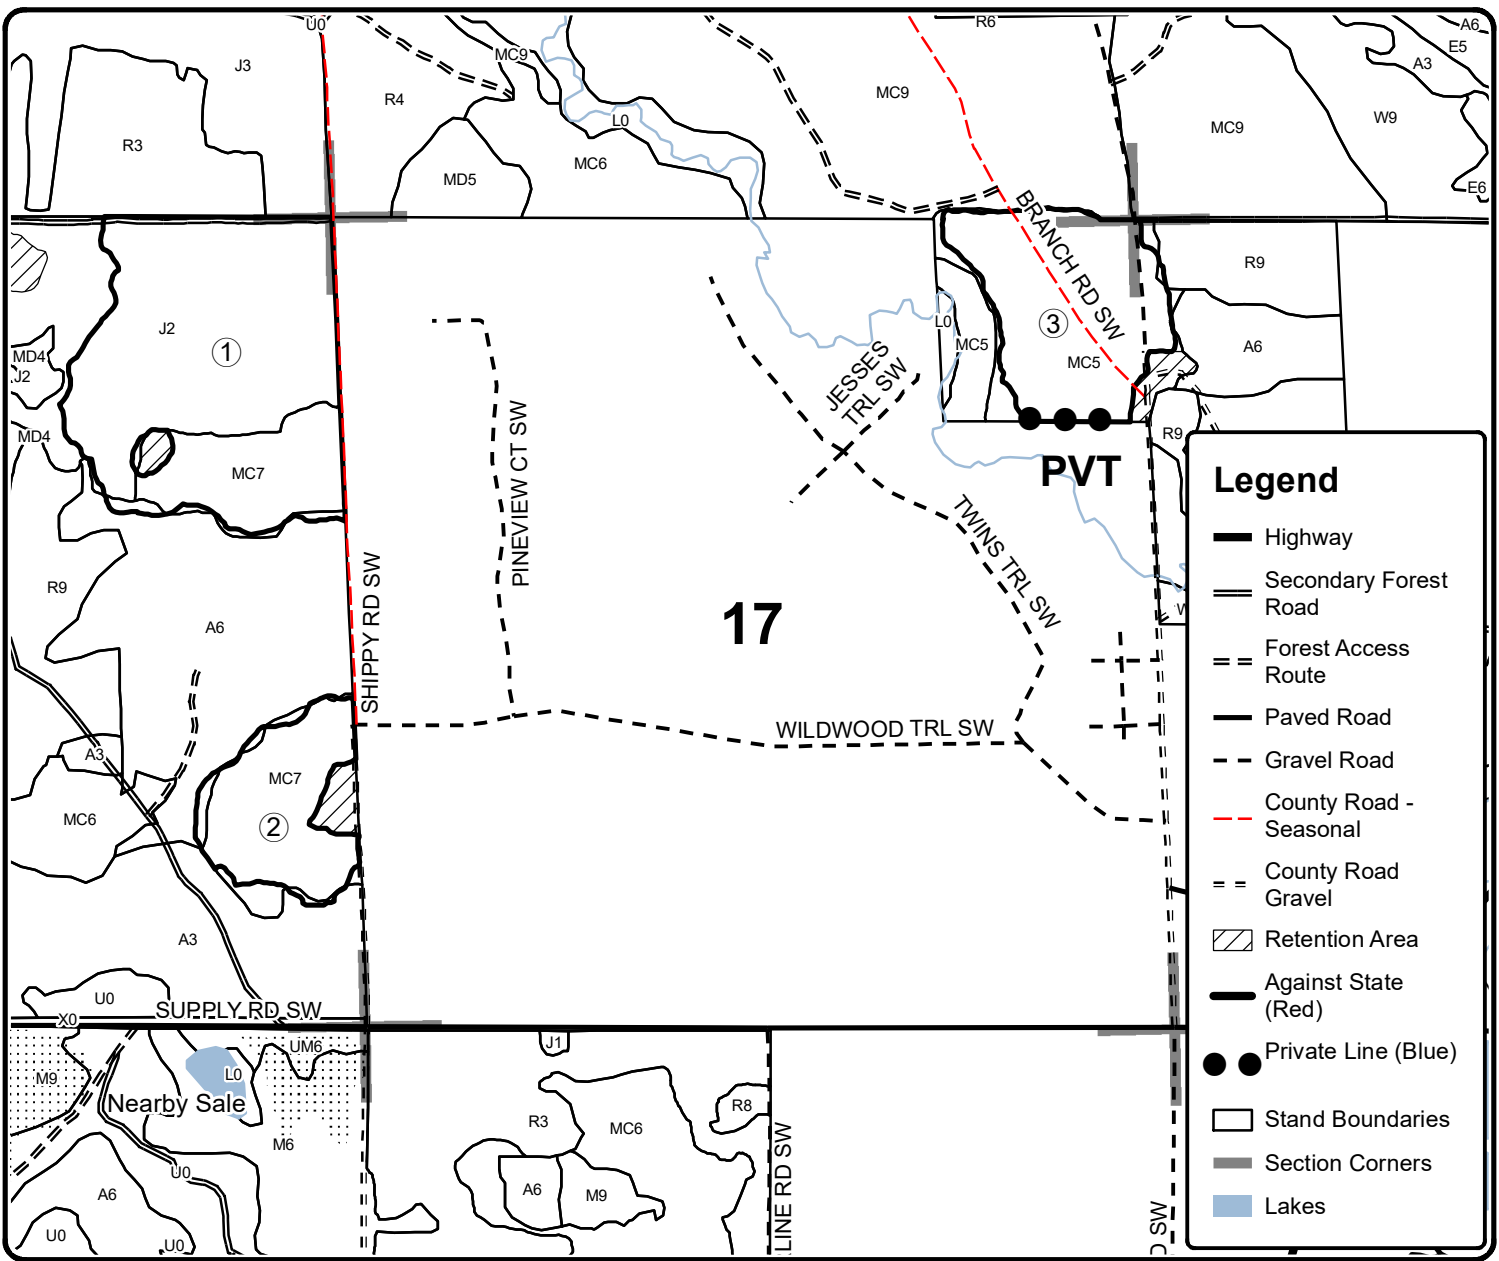 U0
R6
A6
E5
A3
J3
MC9
R4
MC9
L0
MC9
W9
R3
MC6
MD5
E6
BRANCH RD SW
R9
J2
1
L0
3
MC5
MC5
A6
MD4
J2
JESSES
TRL SW
MD4
R9
MC7
PINEVIEW CT SW
PVT
TWINS TRL SW
R9
SHIPPY RD SW
17
W
A6
WILDWOOD TRL SW
A3
MC7
MC6
2
A3
U0
SUPPLY RD SW
X0
UM6
J1
M9
L0
Nearby Sale
R8
R3
MC6
M6
U0
A6
A6
M9
LINE RD SW
U0
U0
D SW
Legend
Highway
Secondary Forest
Road
Forest Access
Route
Paved Road
Gravel Road
County Road -
Seasonal
County Road
Gravel
Retention Area
Against State
(Red)
Private Line (Blue)
Stand Boundaries
Section Corners
Lakes